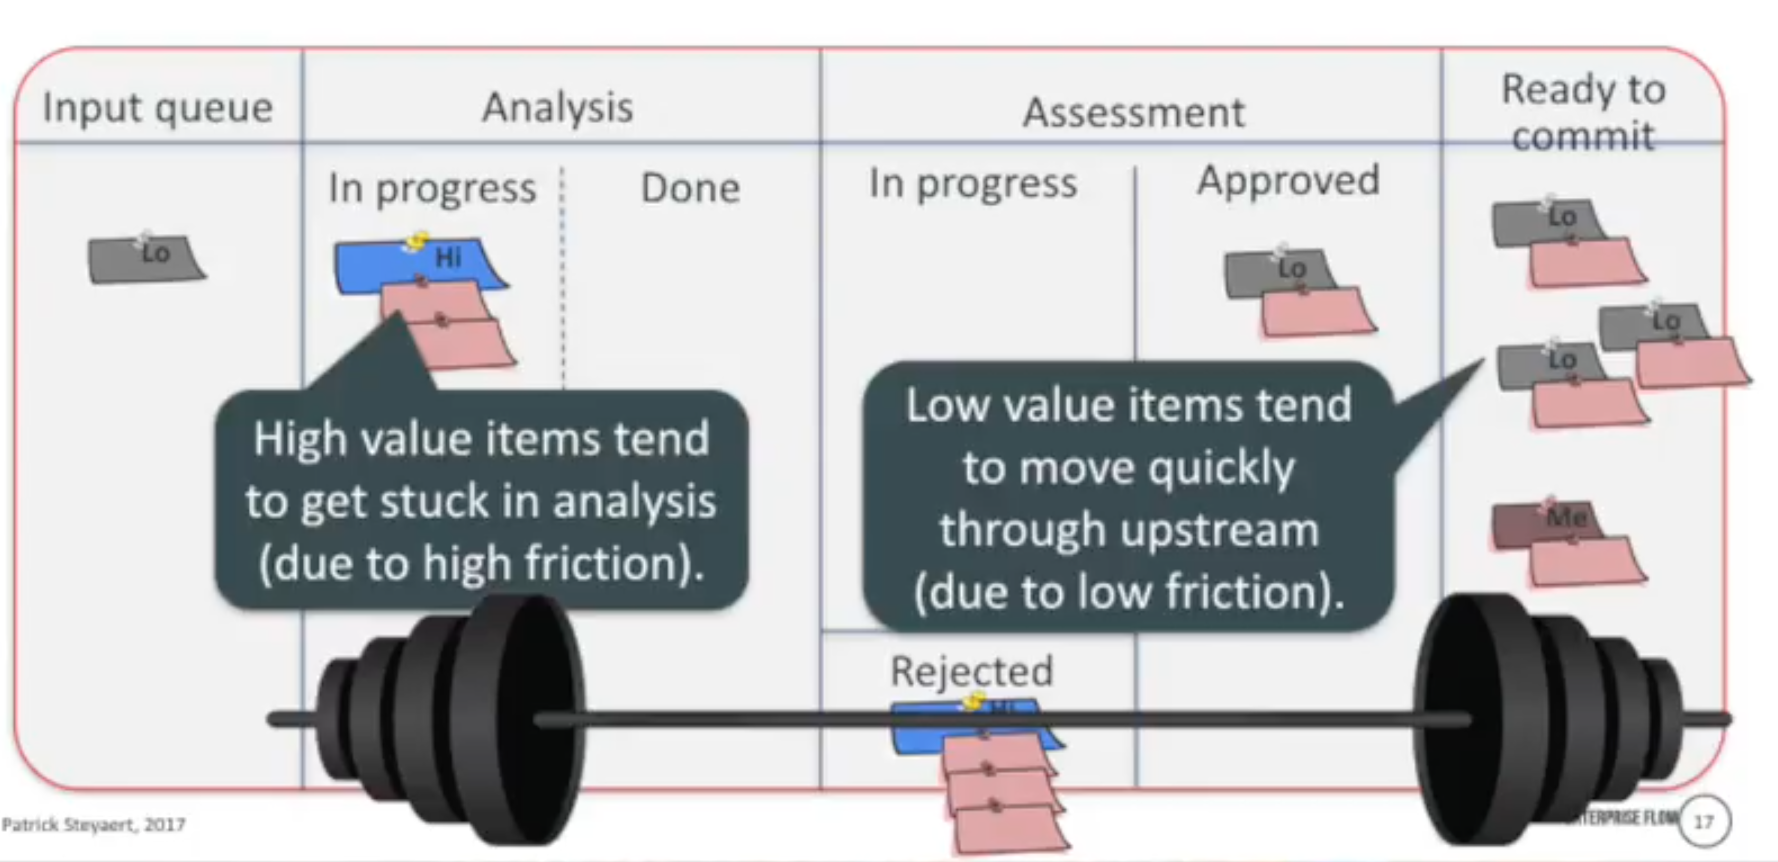 Input queue
Analysis
Assessment
Ready to
commit
In progress
Done
In progress
Approved
Lo
Hi
Lo
Lo
Lo
Lo
Me
High value items tend
to get stuck in analysis
(due to high friction).
Low value items tend
to move quickly
through upstream
(due to low friction).
Rejected
Hi
Patrick Steyaert, 2017
TERPRISE FLOW
17